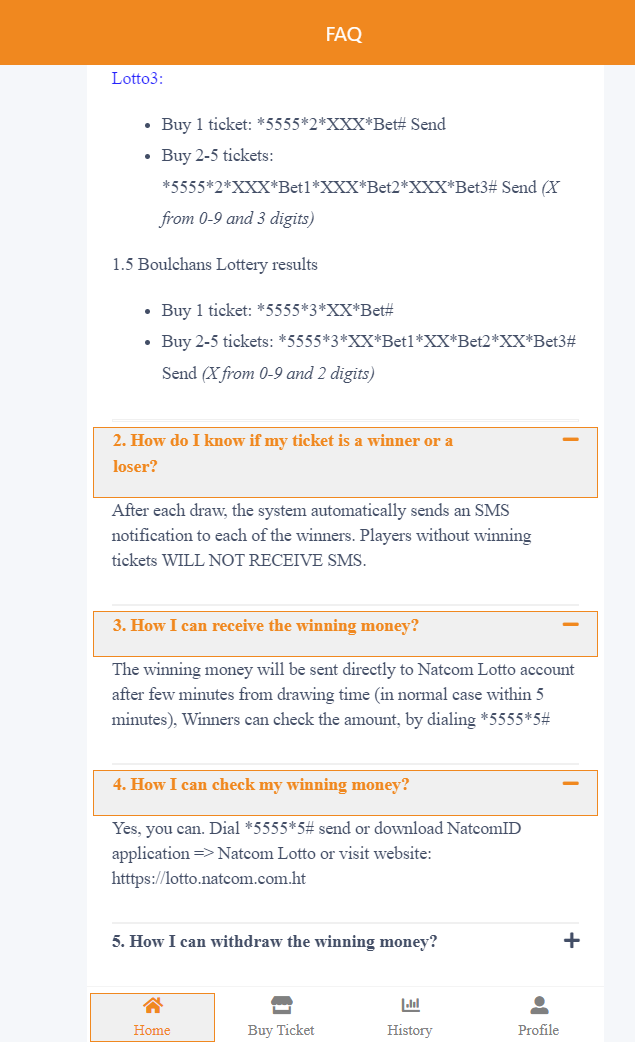 FAQ
Lotto3:
• Buy 1 ticket: *5555*2*XXX*Bet# Send
• Buy 2-5 tickets:
*5555*2*XXX*Bet1*XXX*Bet2*XXX*Bet3# Send (X
from 0-9 and 3 digits)
1.5 Boulchans Lottery results
• Buy 1 ticket: *5555*3*XX*Bet#
• Buy 2-5 tickets: *5555*3*XX*Bet1*XX*Bet2*XX*Bet3#
Send (X from 0-9 and 2 digits)
2. How do I know if my ticket is a winner or a
loser?
After each draw, the system automatically sends an SMS
notification to each of the winners. Players without winning
tickets WILL NOT RECEIVE SMS.
3. How I can receive the winning money?
The winning money will be sent directly to Natcom Lotto account
after few minutes from drawing time (in normal case within 5
minutes), Winners can check the amount, by dialing *5555*5#
4. How I can check my winning money?
Yes, you can. Dial *5555*5# send or download NatcomID
application => Natcom Lotto or visit website:
htttps://lotto.natcom.com.ht
5. How I can withdraw the winning money?
Home Buy Ticket History Profile